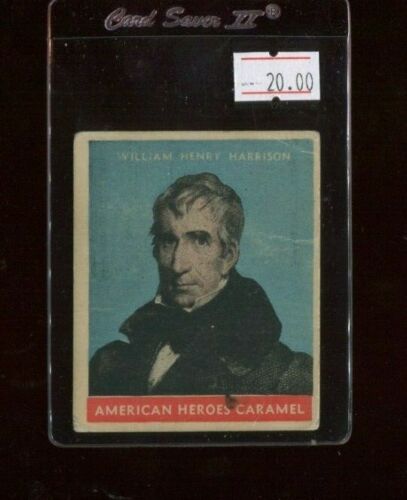 Card Saver II®
20.00
WILLIAM HENRY HARRISON
AMERICAN HEROES CARAMEL